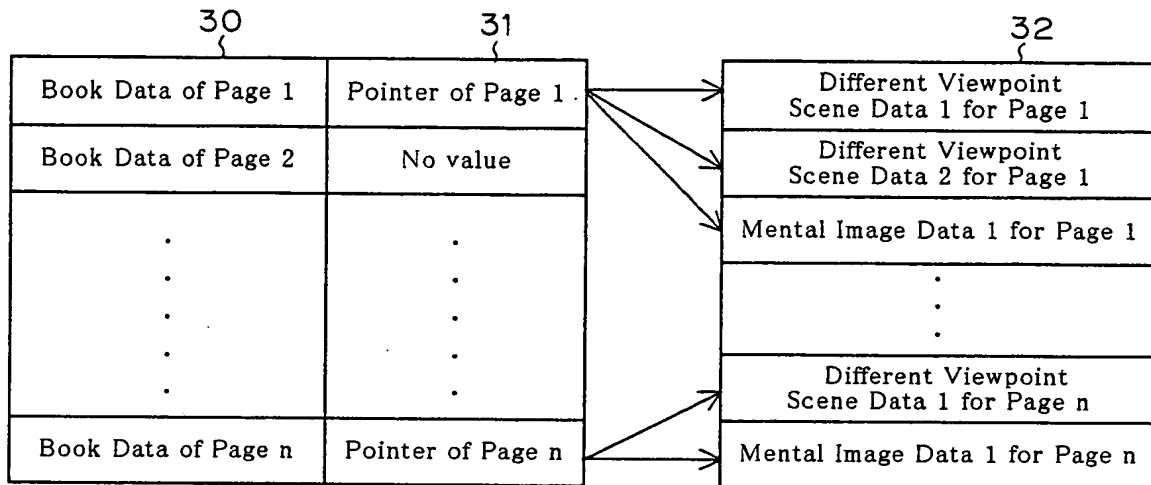 30
31
32
Book Data of Page 1
Pointer of Page 1
Different Viewpoint
Scene Data 1 for Page 1
Book Data of Page 2
No value
Different Viewpoint
Scene Data 2 for Page 1
Mental Image Data 1 for Page 1
Different Viewpoint
Scene Data 1 for Page n
Book Data of Page n
Pointer of Page n
Mental Image Data 1 for Page n